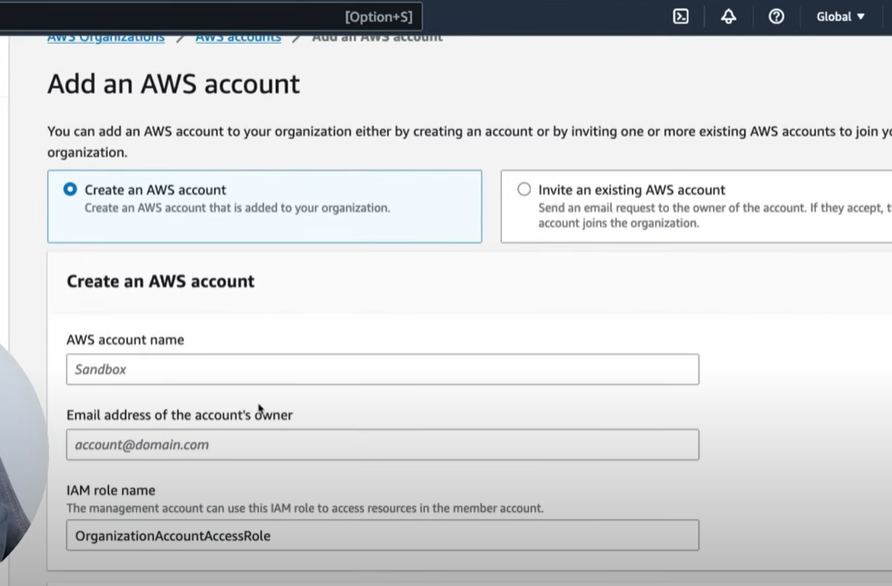 [Option+S]
Global
AWS Organizations > AWS accounts > Add an AWS account
Add an AWS account
You can add an AWS account to your organization either by creating an account or by inviting one or more existing AWS accounts to join
organization.
Create an AWS account
Create an AWS account that is added to your organization.
Invite an existing AWS account
Send an email request to the owner of the account. If they accept,
account joins the organization.
Create an AWS account
AWS account name
Sandbox
Email address of the account's owner
account@domain.com
IAM role name
The management account can use this IAM role to access resources in the member account.
OrganizationAccountAccessRole